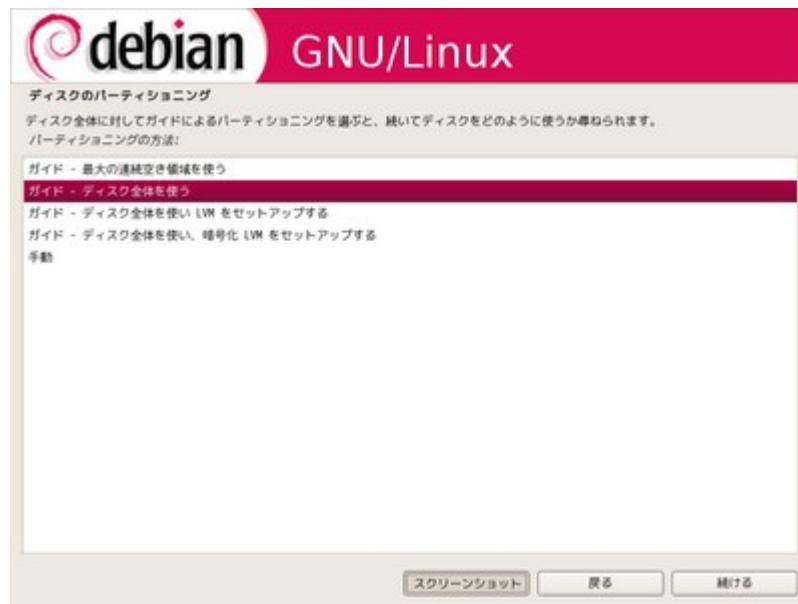 debian GNU/Linux
ディスクのパーティショニング
ディスク全体に対してガイドによるパーティショニングを選ぶと、続いてディスクをどのように使うか尋ねられます。
パーティショニングの方法:
ガイド - 最大の連続空き領域を使う
ガイド - ディスク全体を使う
ガイド - ディスク全体を使い LVM をセットアップする
ガイド - ディスク全体を使い、暗号化 LVM をセットアップする
手動
スクリーンショット 戻る 続ける